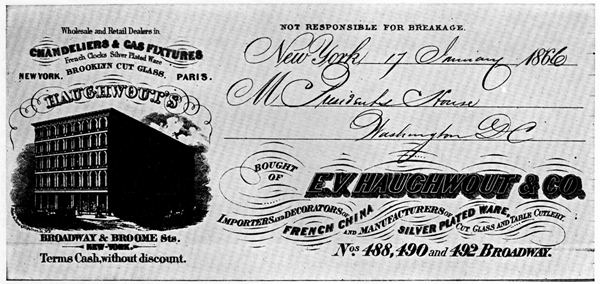 Wholesale and Retail Dealers in
CHANDELIERS & GAS FIXTURES
French Clocks Silver Plated Ware
BROOKLYN CUT GLASS.
NEW YORK. PARIS.
HAUGHWOUT'S
BROADWAY & BROOME Sts.
NEW-YORK.
Terms Cash, without discount.
NOT RESPONSIBLE FOR BREAKAGE.
New York, 17 January 1866
M Presidents House
Washington D.C
BOUGHT OF
E.V. HAUGHWOUT & CO.
IMPORTERS AND DECORATORS OF
FRENCH CHINA
AND MANUFACTURERS OF
SILVER PLATED WARE,
CUT GLASS AND TABLE CUTLERY.
Nos 488, 490 and 492 BROADWAY.